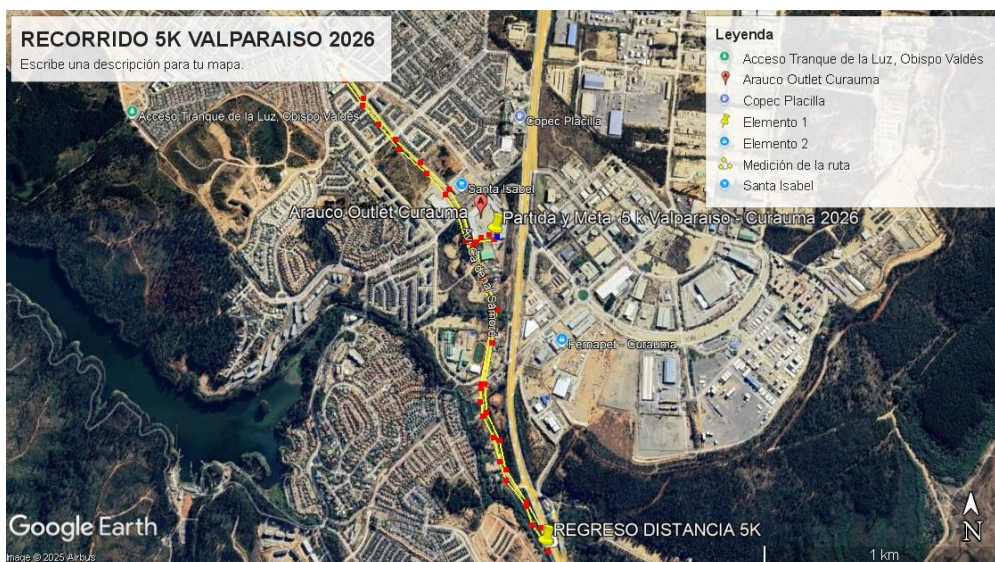 RECORRIDO 5K VALPARAISO 2026
Escribe una descripción para tu mapa.
Leyenda
Acceso Tranque de la Luz, Obispo Valdés
Arauco Outlet Curauma
Copec Placilla
Elemento 1
Elemento 2
Medición de la ruta
Santa Isabel
Acceso Tranque de la Luz, Obispo Valdés
Copec Placilla
Santa Isabel
A
Arauco Outlet Curauma
Partida y Meta 5 k Valparaiso - Curauma 2026
Fernapet - Curauma
REGRESO DISTANCIA 5K
Google Earth
Image © 2025 Airbus
1 km
N